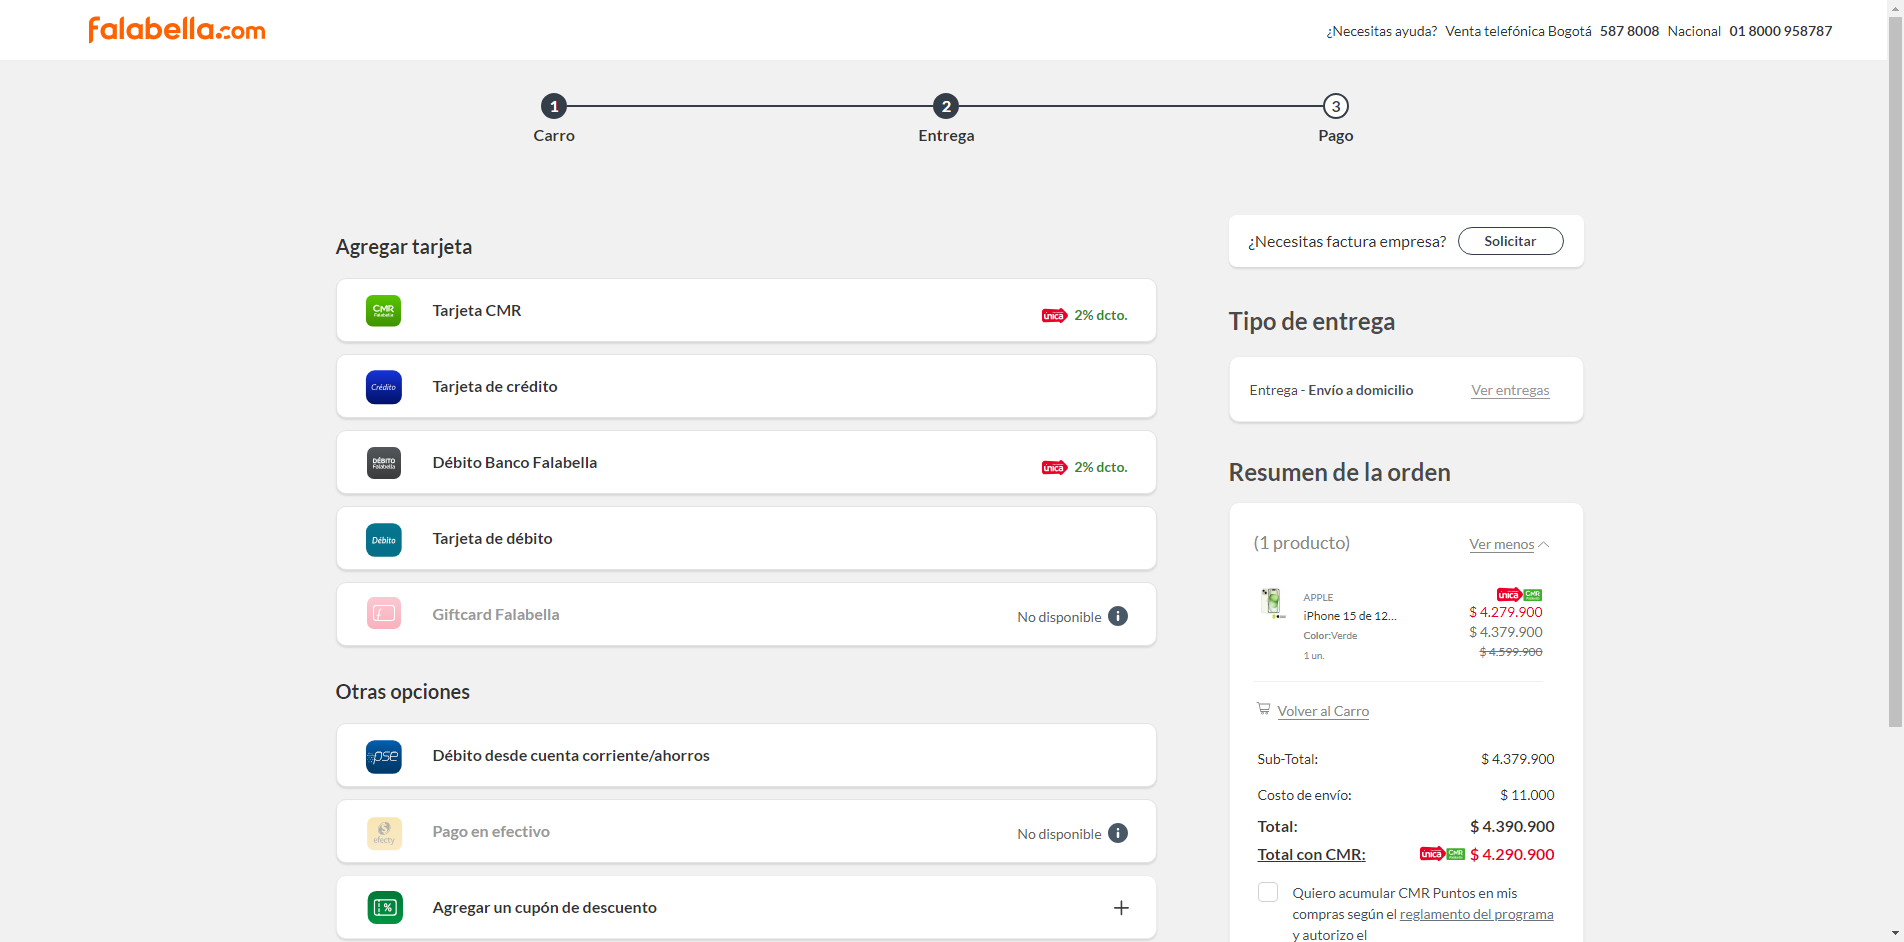 falabella.com
¿Necesitas ayuda? Venta telefónica Bogotá 587 8008 Nacional 01 8000 958787
1
2
3
Carro
Entrega
Pago
Agregar tarjeta
CMR
Falabella
Tarjeta CMR
única 2% dcto.
Crédito
Tarjeta de crédito
DÉBITO
Falabella
Débito Banco Falabella
única 2% dcto.
Débito
Tarjeta de débito
Giftcard Falabella
No disponible i
Otras opciones
pse
Débito desde cuenta corriente/ahorros
$
efecty
Pago en efectivo
No disponible i
%
Agregar un cupón de descuento
+
¿Necesitas factura empresa? Solicitar
Tipo de entrega
Entrega - Envío a domicilio Ver entregas
Resumen de la orden
(1 producto) Ver menos
única CMR
APPLE
iPhone 15 de 12...
Color:Verde
1 un.
$ 4.279.900
$ 4.379.900
$ 4.599.900
Volver al Carro
Sub-Total: $ 4.379.900
Costo de envío: $ 11.000
Total: $ 4.390.900
Total con CMR: única CMR $ 4.290.900
Quiero acumular CMR Puntos en mis
compras según el reglamento del programa
y autorizo el